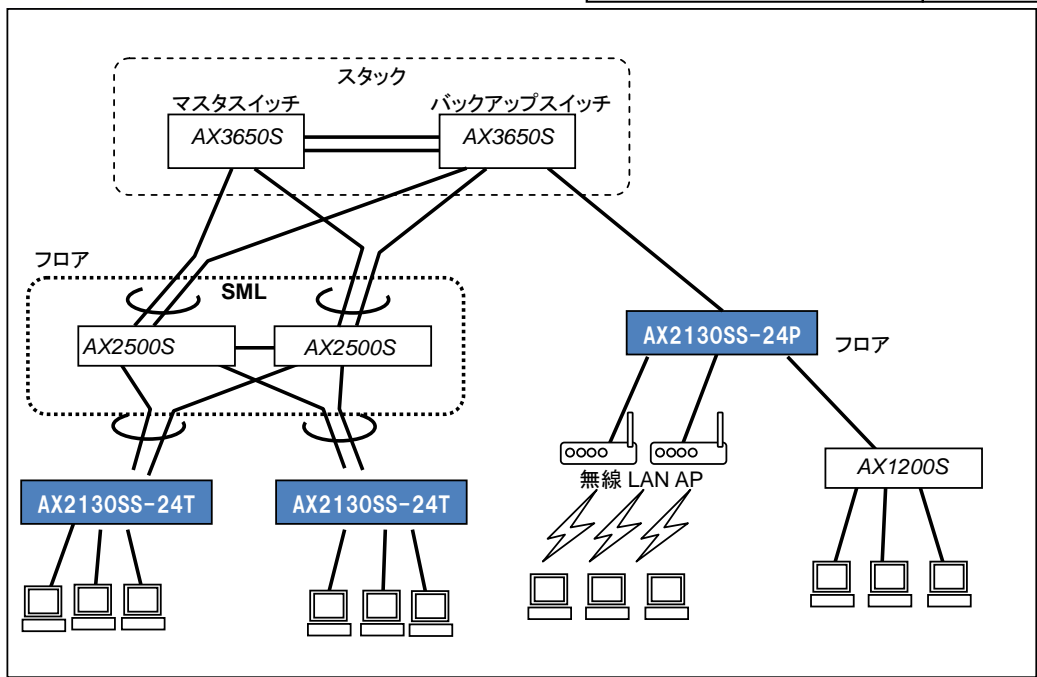 スタック
マスタスイッチ
バックアップスイッチ
AX3650S
AX3650S
フロア
SML
AX2500S
AX2500S
AX2130SS-24P
フロア
無線 LAN AP
AX1200S
AX2130SS-24T
AX2130SS-24T